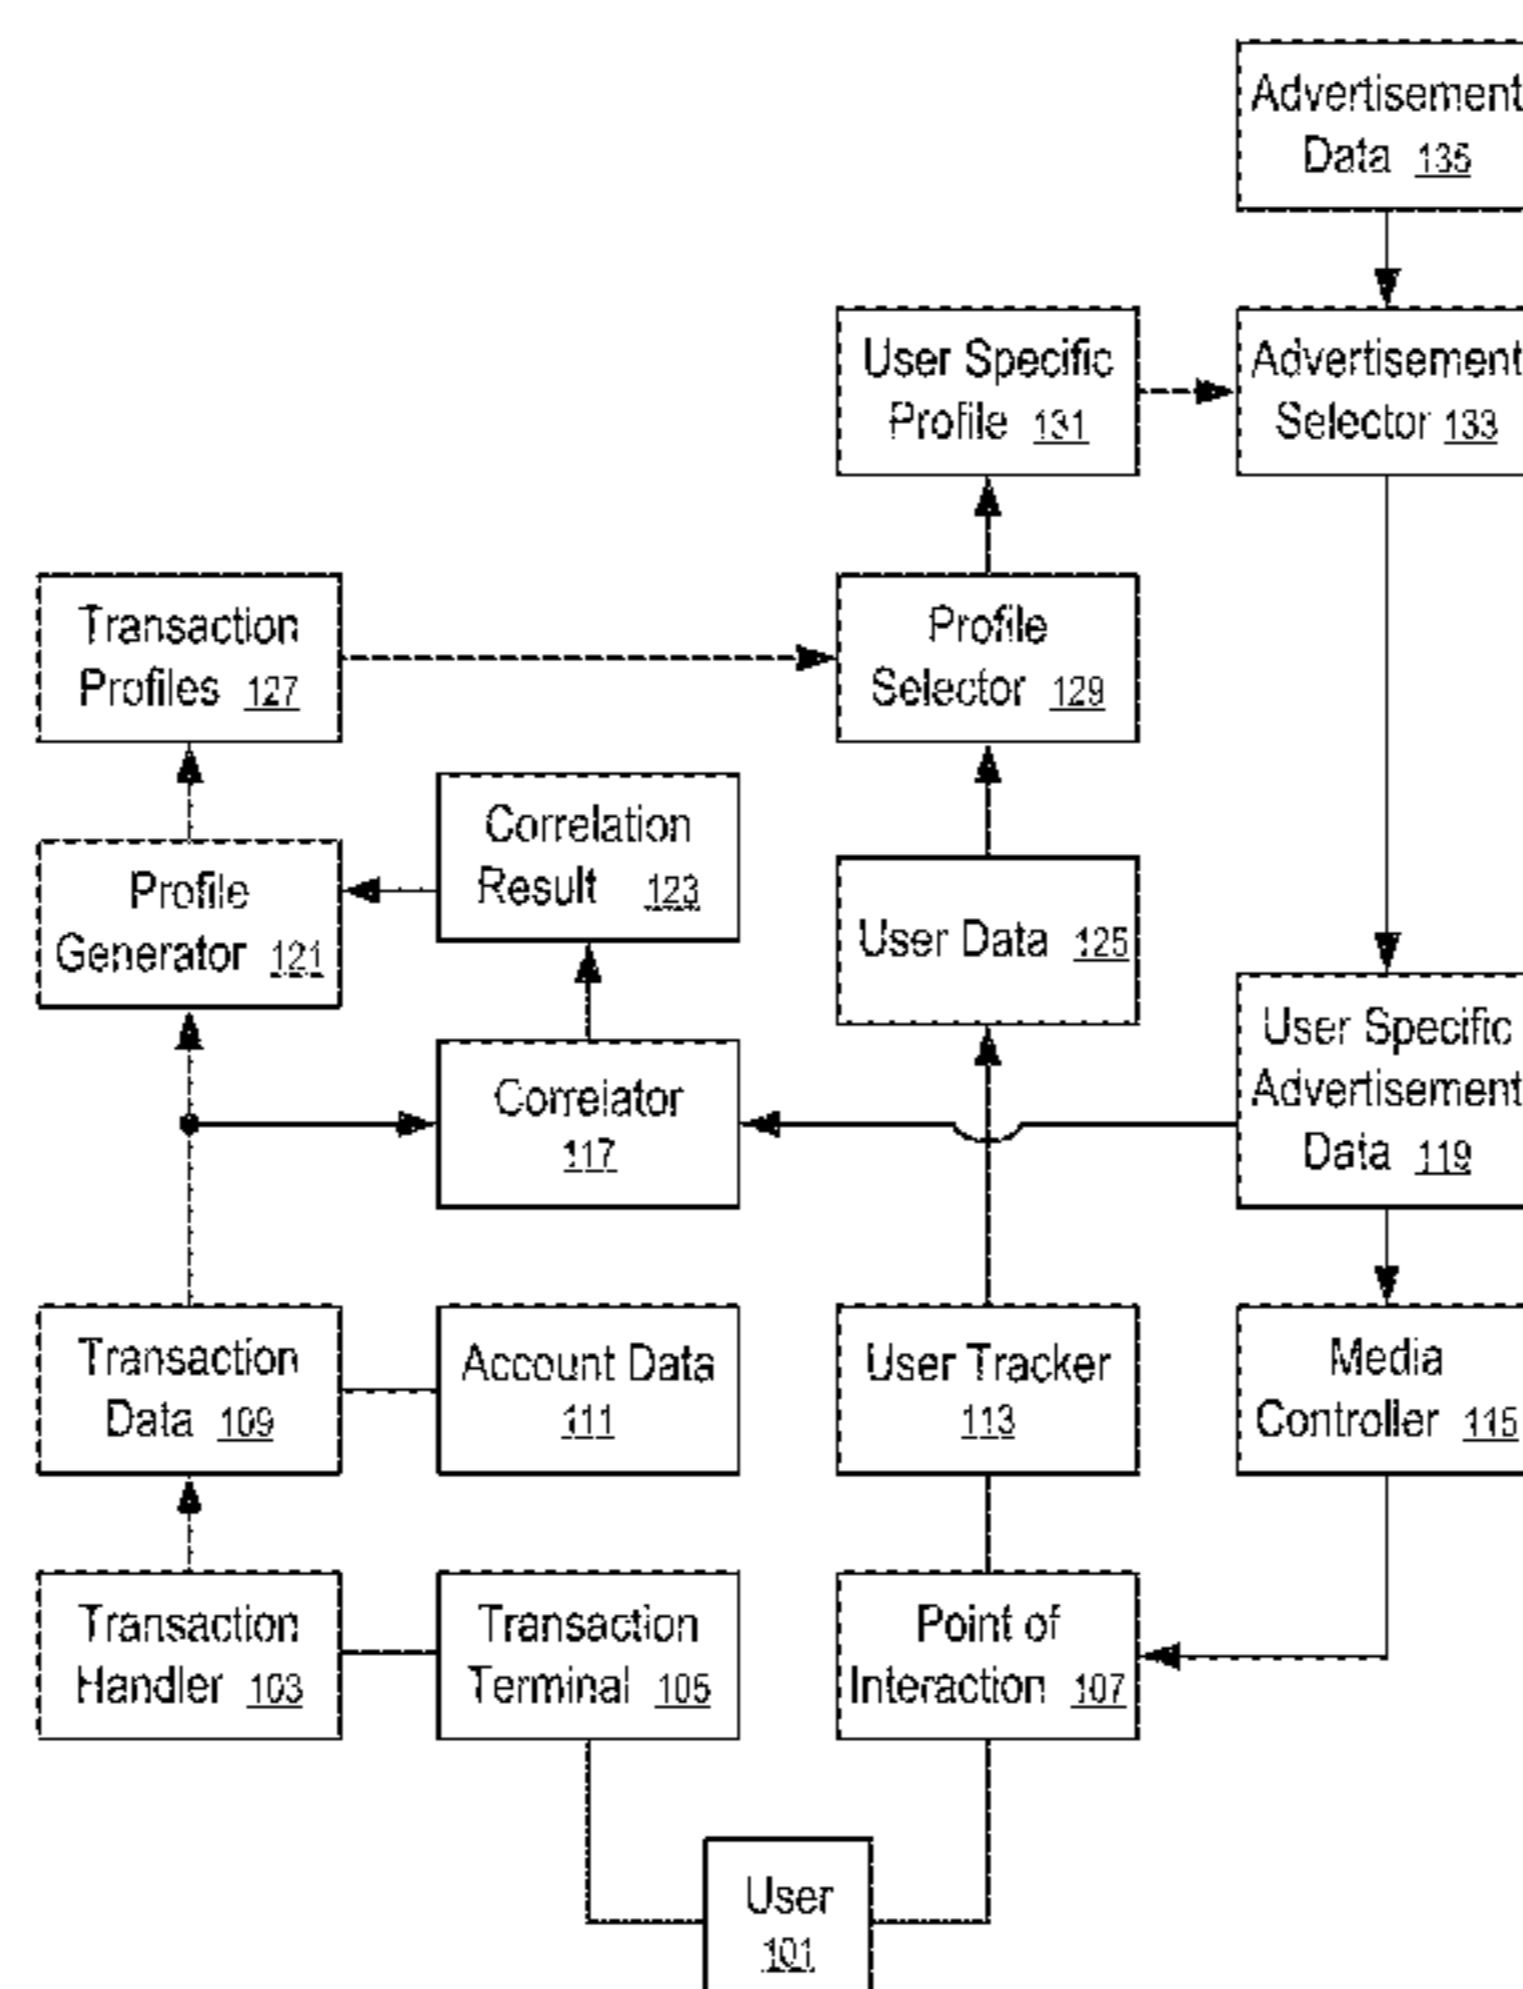 Advertisement
Data 135
User Specific
Profile 131
Advertisement
Selector 133
Transaction
Profiles 127
Profile
Selector 129
Correlation
Result 123
Profile
Generator 121
User Data 125
User Specific
Advertisement
Data 119
Correlator
117
Transaction
Data 109
Account Data
111
User Tracker
113
Media
Controller 115
Transaction
Handler 103
Transaction
Terminal 105
Point of
Interaction 107
User
101